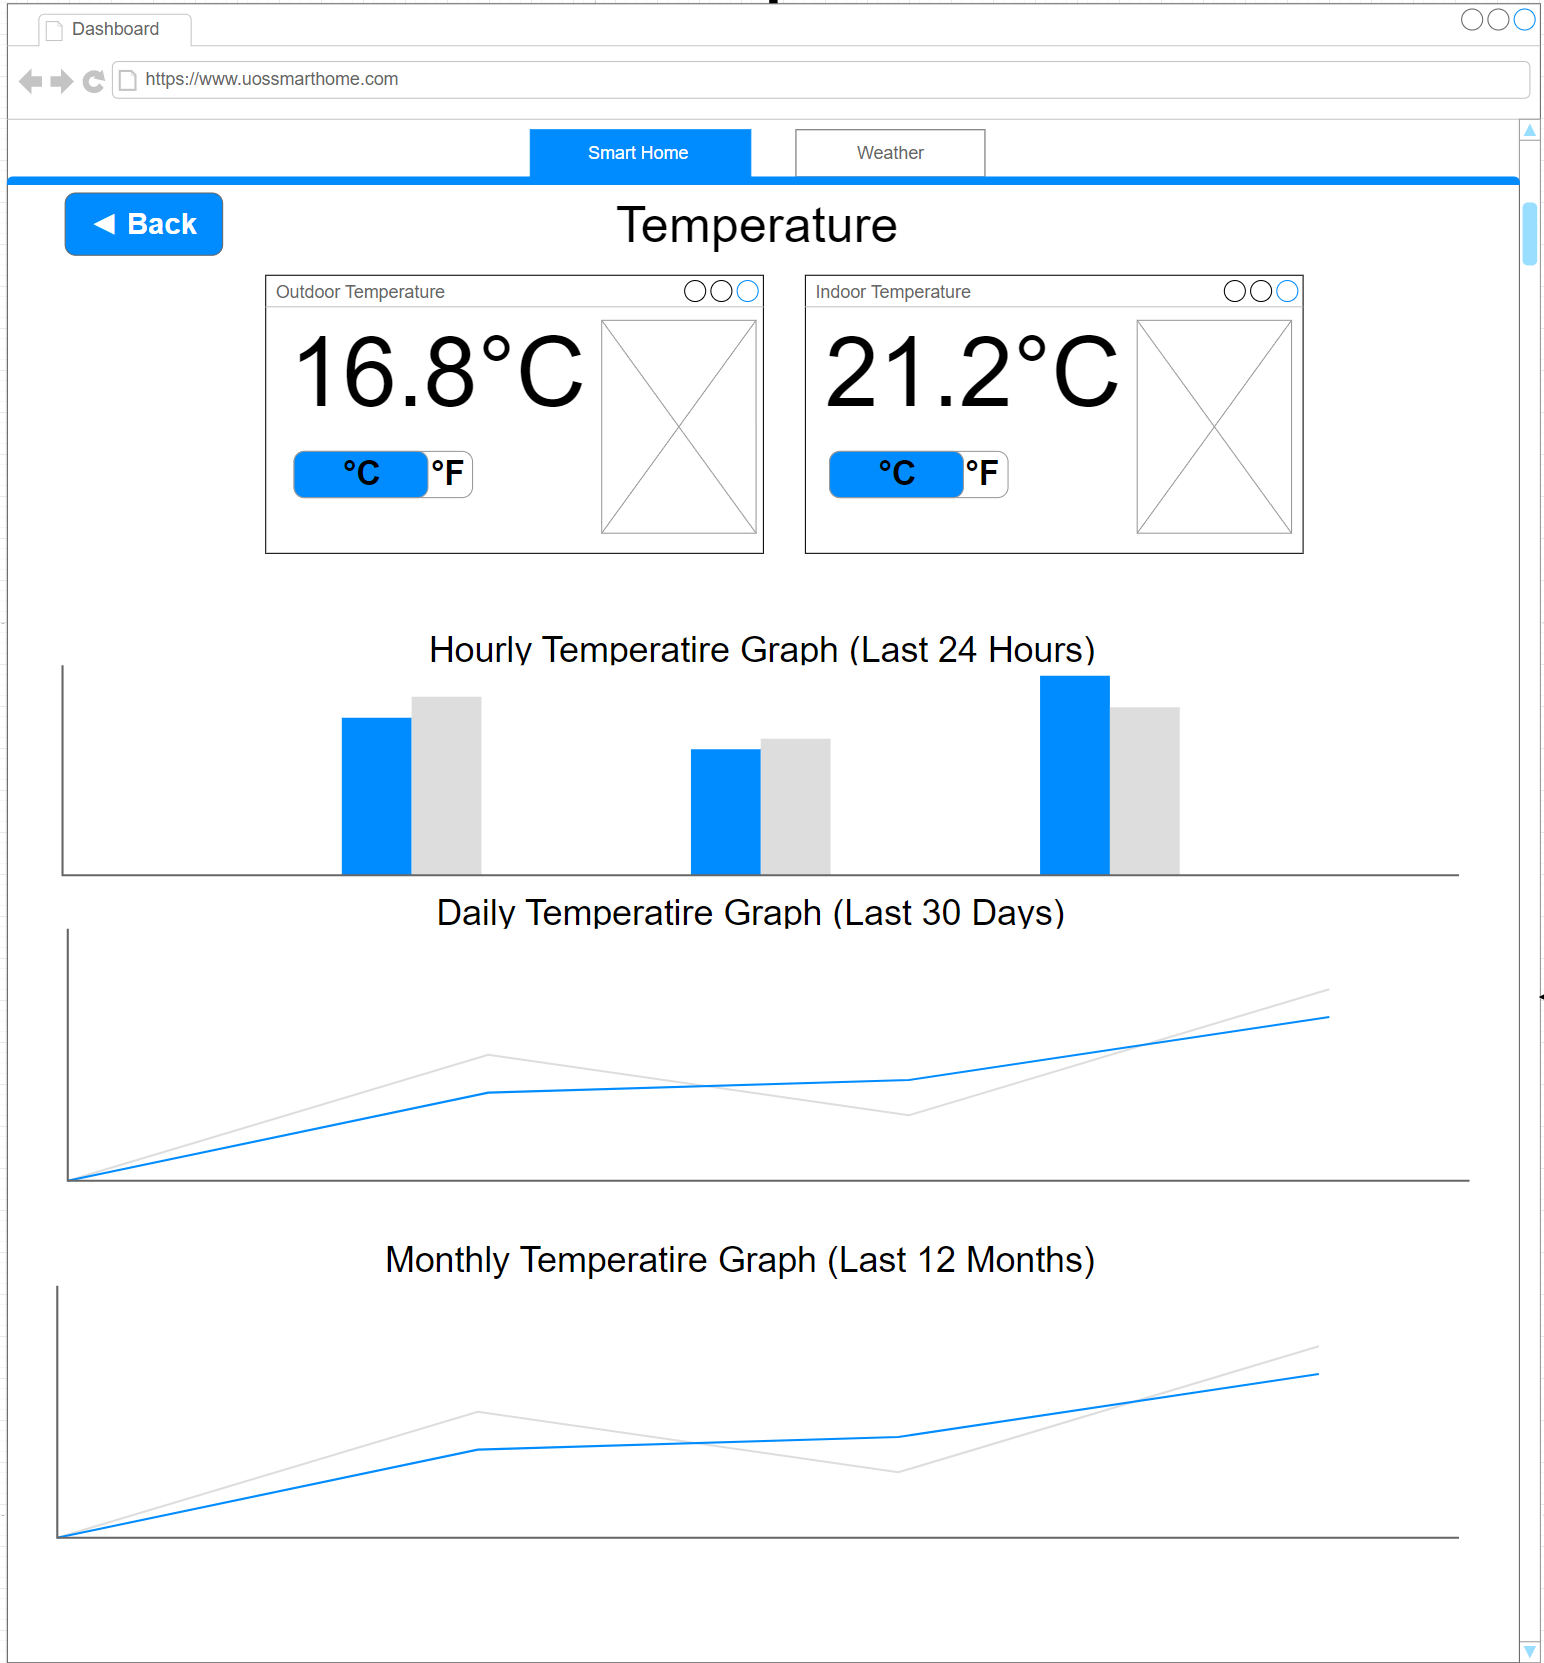 Dashboard
https://www.uossmarthome.com
Smart Home
Weather
◄ Back
Temperature
Outdoor Temperature
Indoor Temperature
16.8°C
21.2°C
°C °F
°C °F
Hourly Temperatire Graph (Last 24 Hours)
Daily Temperatire Graph (Last 30 Days)
Monthly Temperatire Graph (Last 12 Months)